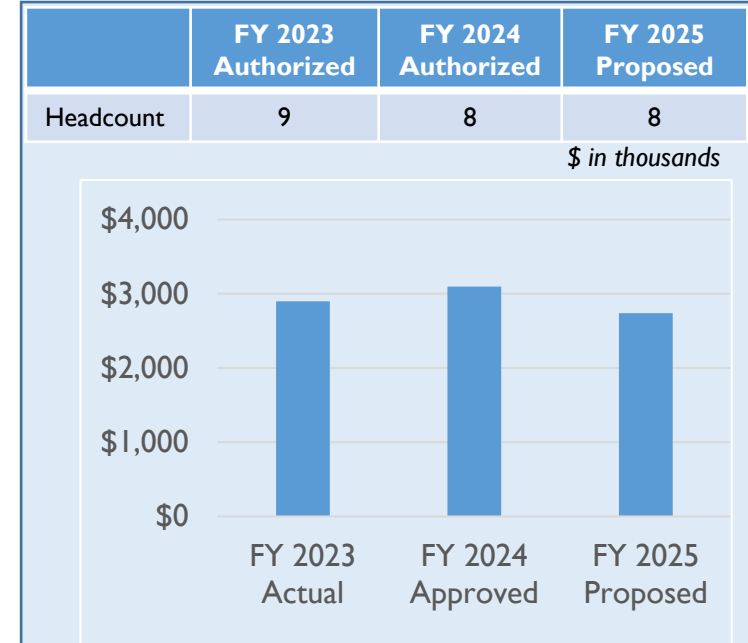 FY 2023 FY 2024 FY 2025
Authorized Authorized Proposed
Headcount 9 8 8
$ in thousands
$4,000
$3,000
$2,000
$1,000
$0
FY 2023 FY 2024 FY 2025
Actual Approved Proposed